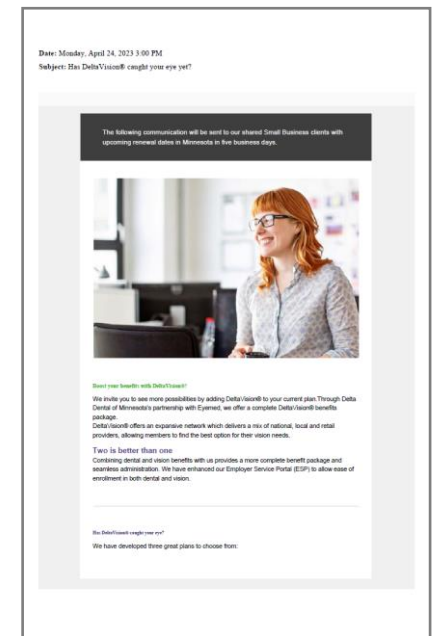 Date: Monday, April 24, 2023 3:00 PM
Subject: Has DeltaVision® caught your eye yet?
The following communication will be sent to our shared Small Business clients with
upcoming renewal dates in Minnesota in five business days.
Boost your benefits with DeltaVision®!
We invite you to see more possibilities by adding DeltaVision® to your current plan.Through Delta
Dental of Minnesota's partnership with Eyemed, we offer a complete DeltaVision® benefits
package.
DeltaVision® offers an expansive network which delivers a mix of national, local and retail
providers, allowing members to find the best option for their vision needs.
Two is better than one
Combining dental and vision benefits with us provides a more complete benefit package and
seamless administration. We have enhanced our Employer Service Portal (ESP) to allow ease of
enrollment in both dental and vision.
Has DeltaVision® caught your eye?
We have developed three great plans to choose from: